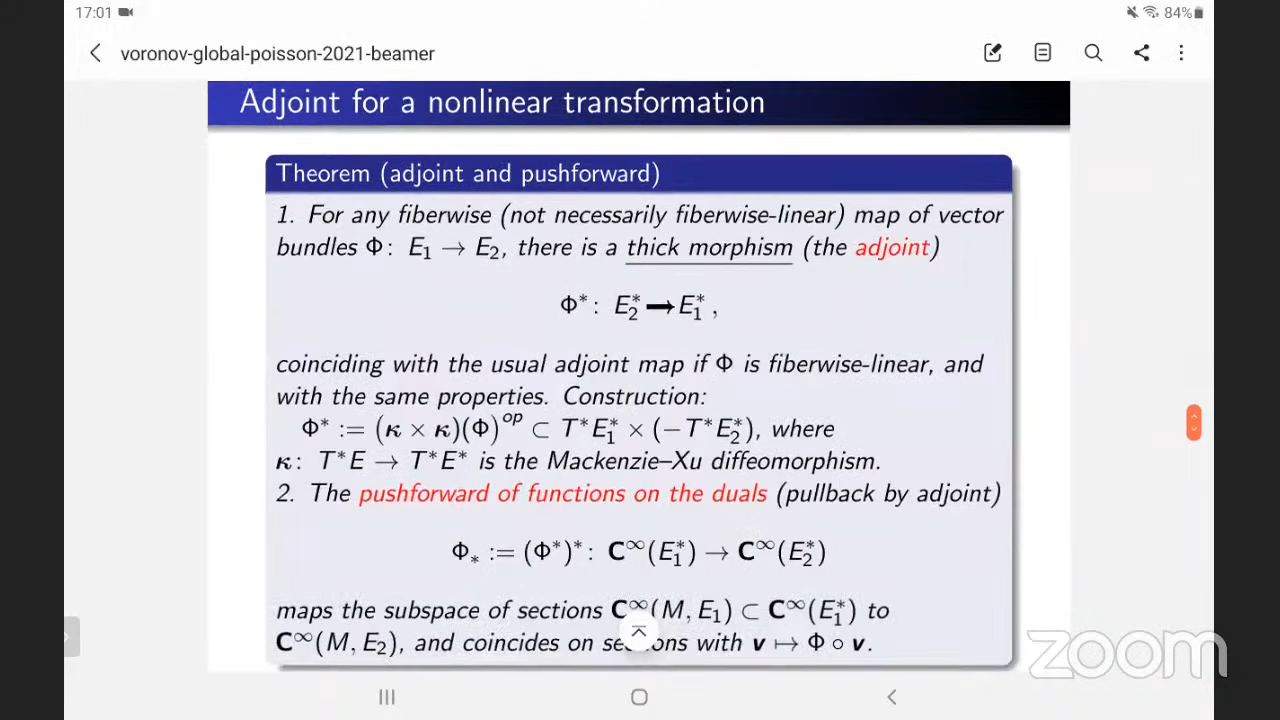 17:01
84%
voronov-global-poisson-2021-beamer
Adjoint for a nonlinear transformation
Theorem (adjoint and pushforward)
1. For any fiberwise (not necessarily fiberwise-linear) map of vector
bundles Φ: E₁ → E₂, there is a thick morphism (the adjoint)
Φ*: E₂* ➞ E₁*,
coinciding with the usual adjoint map if Φ is fiberwise-linear, and
with the same properties. Construction:
Φ* := (κ × κ)(Φ)^op ⊂ T*E₁* × (−T*E₂*), where
κ: T*E → T*E* is the Mackenzie–Xu diffeomorphism.
2. The pushforward of functions on the duals (pullback by adjoint)
Φ_* := (Φ*)*: C^∞(E₁*) → C^∞(E₂*)
maps the subspace of sections C^∞(M, E₁) ⊂ C^∞(E₁*) to
C^∞(M, E₂), and coincides on sections with v ↦ Φ ∘ v.
zoom